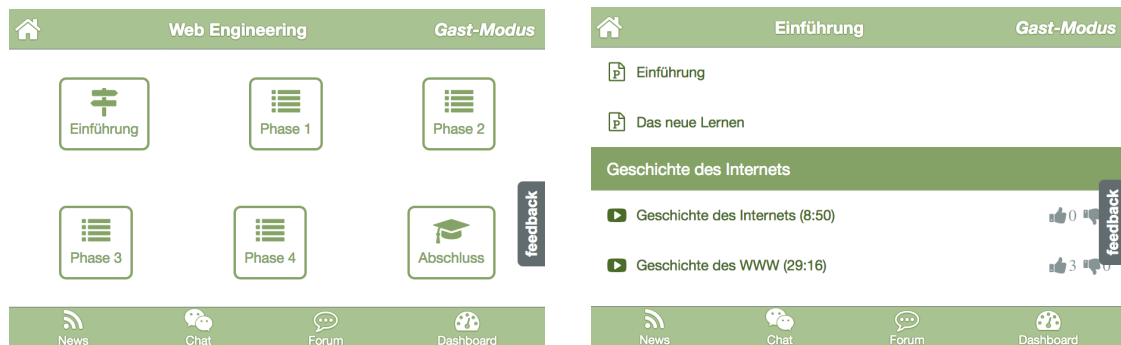 Web Engineering Gast-Modus
Einführung Phase 1 Phase 2
feedback
Phase 3 Phase 4 Abschluss
News Chat Forum Dashboard
Einführung Gast-Modus
Einführung
Das neue Lernen
Geschichte des Internets
Geschichte des Internets (8:50) 0
feedback
Geschichte des WWW (29:16) 3 0
News Chat Forum Dashboard